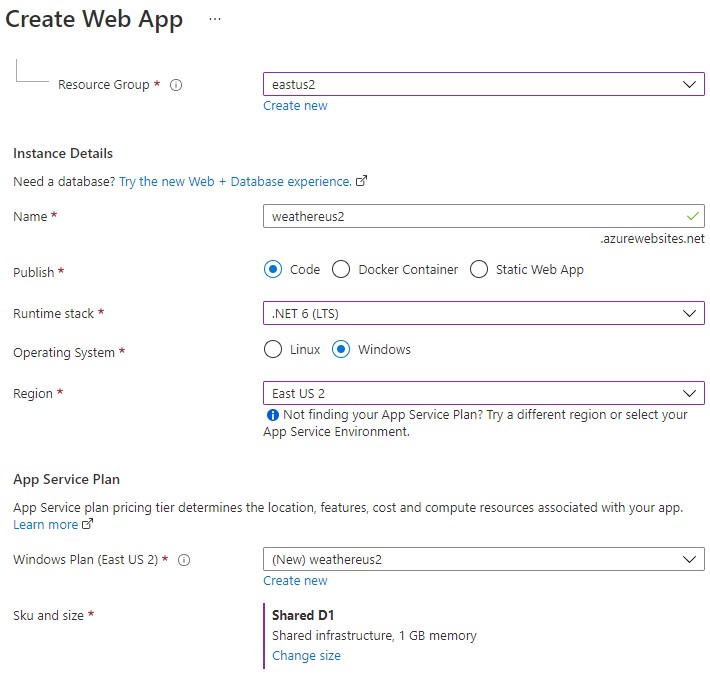 Create Web App ...
Resource Group * eastus2
Create new
Instance Details
Need a database? Try the new Web + Database experience.
Name * weathereus2
.azurewebsites.net
Publish * Code Docker Container Static Web App
Runtime stack * .NET 6 (LTS)
Operating System * Linux Windows
Region * East US 2
Not finding your App Service Plan? Try a different region or select your
App Service Environment.
App Service Plan
App Service plan pricing tier determines the location, features, cost and compute resources associated with your app.
Learn more
Windows Plan (East US 2) * (New) weathereus2
Create new
Sku and size * Shared D1
Shared infrastructure, 1 GB memory
Change size